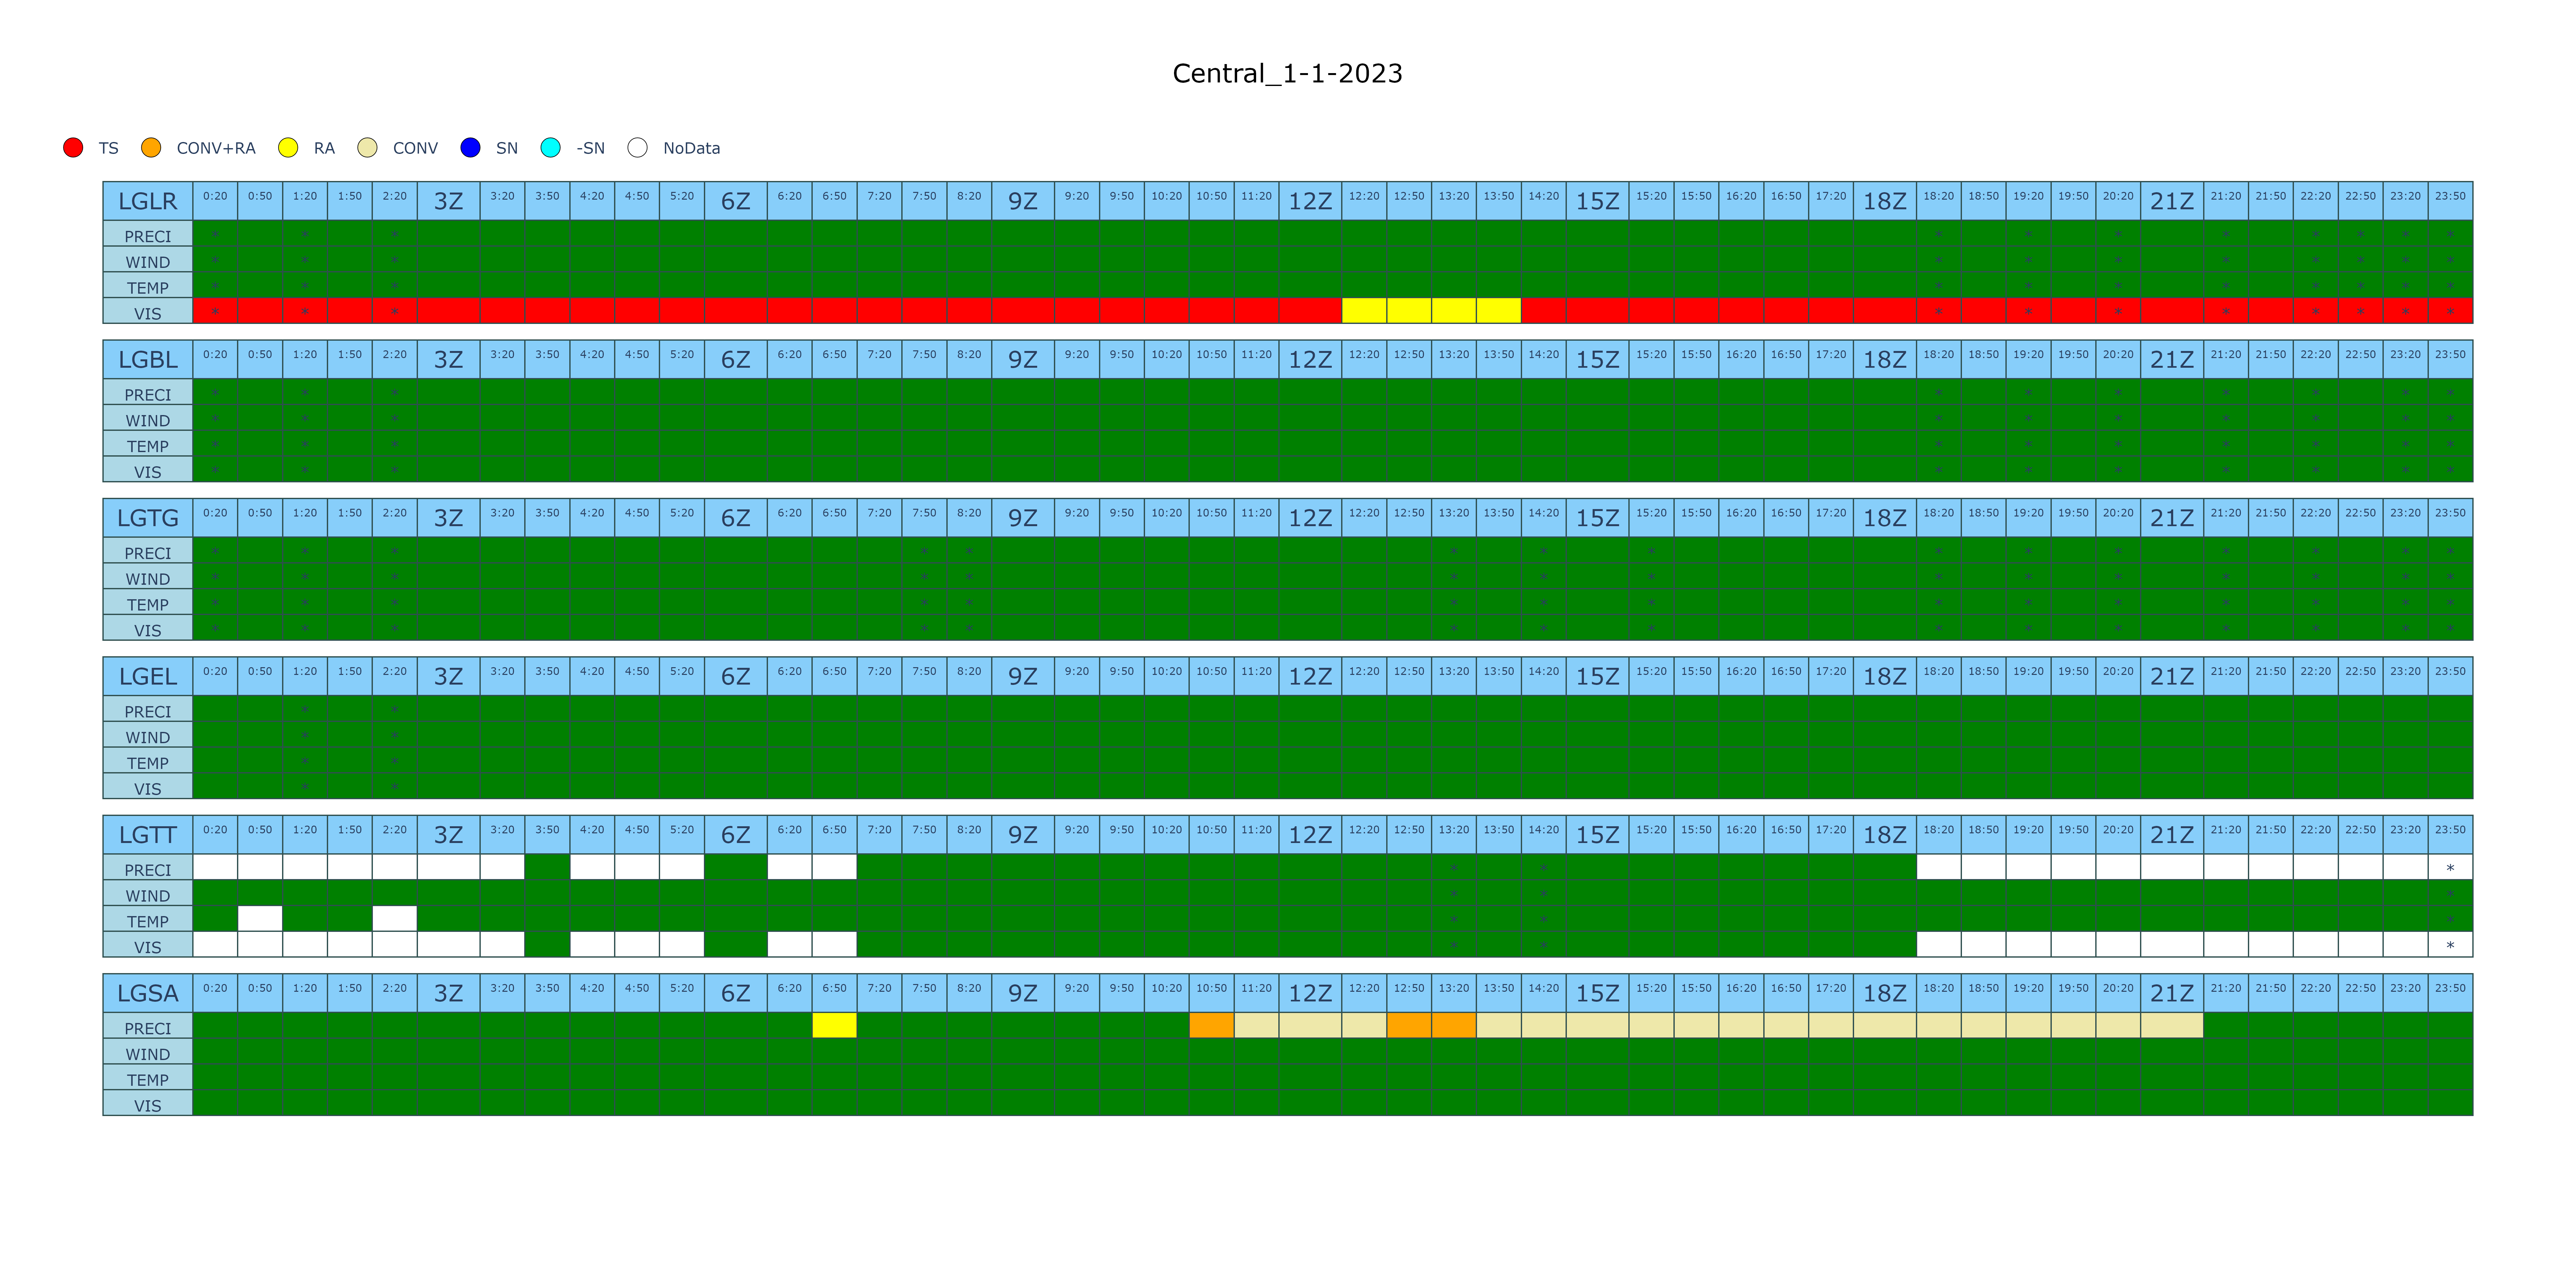 Central_1-1-2023
TS CONV+RA RA CONV SN -SN NoData
LGLR 0:20 0:50 1:20 1:50 2:20 3Z 3:20 3:50 4:20 4:50 5:20 6Z 6:20 6:50 7:20 7:50 8:20 9Z 9:20 9:50 10:20 10:50 11:20 12Z 12:20 12:50 13:20 13:50 14:20 15Z 15:20 15:50 16:20 16:50 17:20 18Z 18:20 18:50 19:20 19:50 20:20 21Z 21:20 21:50 22:20 22:50 23:20 23:50
PRECI * * * * * * * * * * *
WIND * * * * * * * * * * *
TEMP * * * * * * * * * * *
VIS * * * * * * * * * * *
LGBL 0:20 0:50 1:20 1:50 2:20 3Z 3:20 3:50 4:20 4:50 5:20 6Z 6:20 6:50 7:20 7:50 8:20 9Z 9:20 9:50 10:20 10:50 11:20 12Z 12:20 12:50 13:20 13:50 14:20 15Z 15:20 15:50 16:20 16:50 17:20 18Z 18:20 18:50 19:20 19:50 20:20 21Z 21:20 21:50 22:20 22:50 23:20 23:50
PRECI * * * * * * * * * *
WIND * * * * * * * * * *
TEMP * * * * * * * * * *
VIS * * * * * * * * * *
LGTG 0:20 0:50 1:20 1:50 2:20 3Z 3:20 3:50 4:20 4:50 5:20 6Z 6:20 6:50 7:20 7:50 8:20 9Z 9:20 9:50 10:20 10:50 11:20 12Z 12:20 12:50 13:20 13:50 14:20 15Z 15:20 15:50 16:20 16:50 17:20 18Z 18:20 18:50 19:20 19:50 20:20 21Z 21:20 21:50 22:20 22:50 23:20 23:50
PRECI * * * * * * * * * * * * * * *
WIND * * * * * * * * * * * * * * *
TEMP * * * * * * * * * * * * * * *
VIS * * * * * * * * * * * * * * *
LGEL 0:20 0:50 1:20 1:50 2:20 3Z 3:20 3:50 4:20 4:50 5:20 6Z 6:20 6:50 7:20 7:50 8:20 9Z 9:20 9:50 10:20 10:50 11:20 12Z 12:20 12:50 13:20 13:50 14:20 15Z 15:20 15:50 16:20 16:50 17:20 18Z 18:20 18:50 19:20 19:50 20:20 21Z 21:20 21:50 22:20 22:50 23:20 23:50
PRECI * *
WIND * *
TEMP * *
VIS * *
LGTT 0:20 0:50 1:20 1:50 2:20 3Z 3:20 3:50 4:20 4:50 5:20 6Z 6:20 6:50 7:20 7:50 8:20 9Z 9:20 9:50 10:20 10:50 11:20 12Z 12:20 12:50 13:20 13:50 14:20 15Z 15:20 15:50 16:20 16:50 17:20 18Z 18:20 18:50 19:20 19:50 20:20 21Z 21:20 21:50 22:20 22:50 23:20 23:50
PRECI * * *
WIND * * *
TEMP * * *
VIS * * *
LGSA 0:20 0:50 1:20 1:50 2:20 3Z 3:20 3:50 4:20 4:50 5:20 6Z 6:20 6:50 7:20 7:50 8:20 9Z 9:20 9:50 10:20 10:50 11:20 12Z 12:20 12:50 13:20 13:50 14:20 15Z 15:20 15:50 16:20 16:50 17:20 18Z 18:20 18:50 19:20 19:50 20:20 21Z 21:20 21:50 22:20 22:50 23:20 23:50
PRECI
WIND
TEMP
VIS